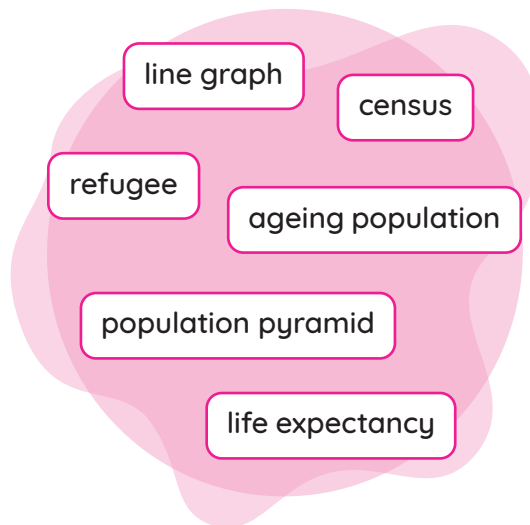 line graph
census
refugee
ageing population
population pyramid
life expectancy